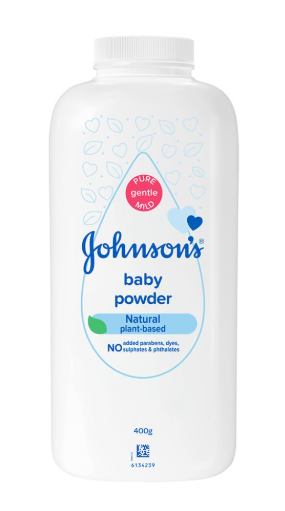 PURE
gentle
MILD
Johnson's®
baby
powder
Natural
plant-based
NO added parabens, dyes,
sulphates & phthalates
400g
6134239